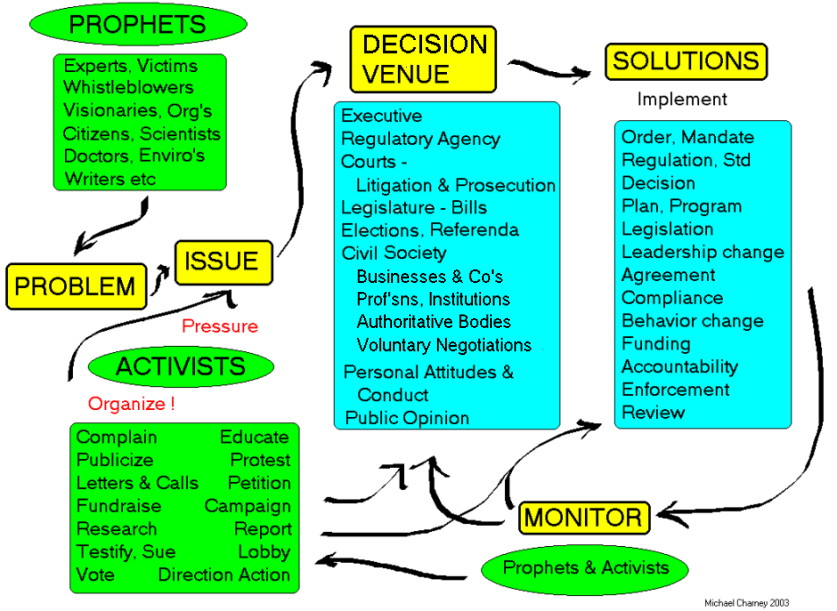 PROPHETS
Experts, Victims
Whistleblowers
Visionaries, Org's
Citizens, Scientists
Doctors, Enviro's
Writers etc
PROBLEM
ISSUE
Pressure
ACTIVISTS
Organize !
Complain Educate
Publicize Protest
Letters & Calls Petition
Fundraise Campaign
Research Report
Testify, Sue Lobby
Vote Direction Action
DECISION
VENUE
Executive
Regulatory Agency
Courts -
Litigation & Prosecution
Legislature - Bills
Elections, Referenda
Civil Society
Businesses & Co's
Prof'sns, Institutions
Authoritative Bodies
Voluntary Negotiations
Personal Attitudes &
Conduct
Public Opinion
SOLUTIONS
Implement
Order, Mandate
Regulation, Std
Decision
Plan, Program
Legislation
Leadership change
Agreement
Compliance
Behavior change
Funding
Accountability
Enforcement
Review
MONITOR
Prophets & Activists
Michael Charney 2003